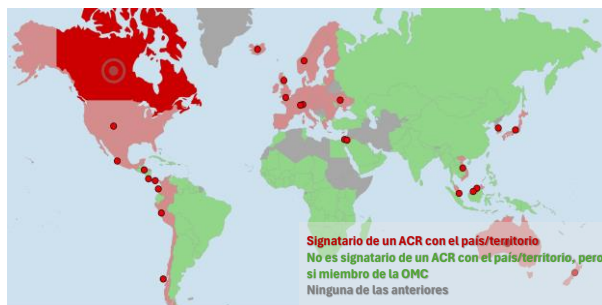 Signatario de un ACR con el país/territorio
No es signatario de un ACR con el país/territorio, pero
si miembro de la OMC
Ninguna de las anteriores